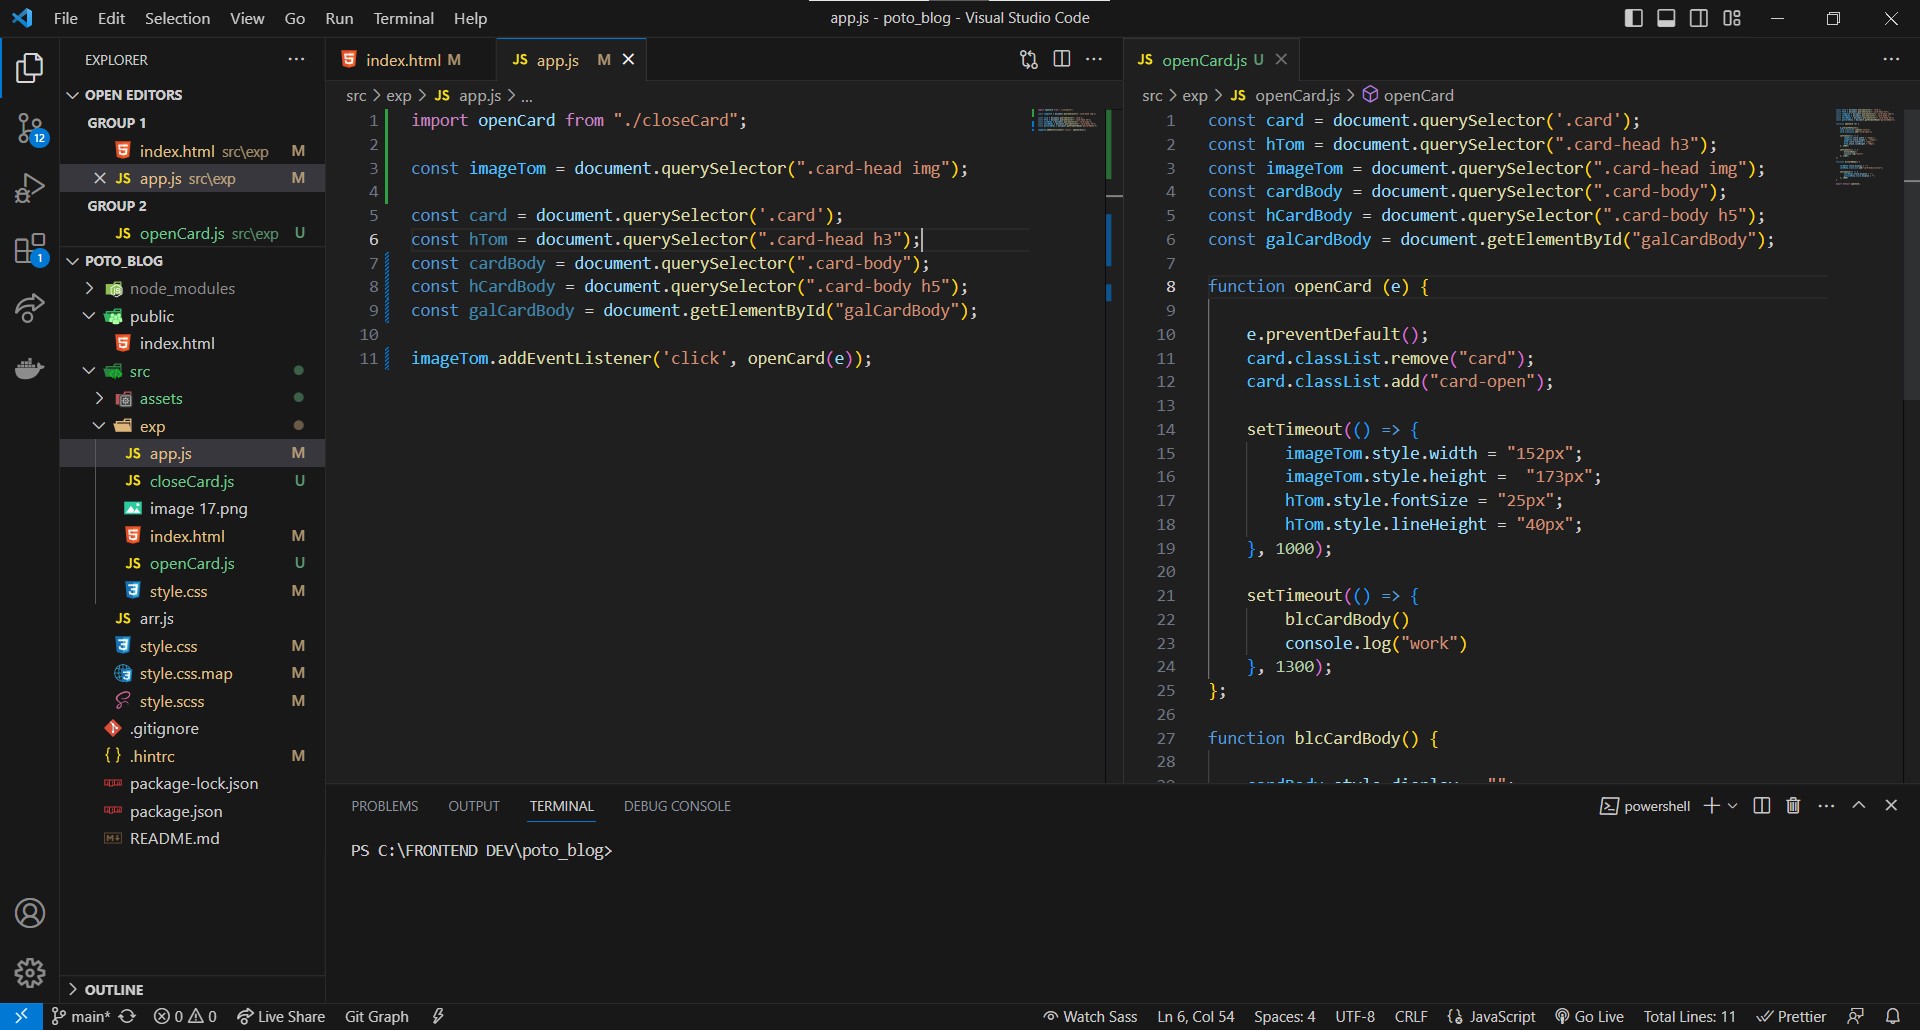 File Edit Selection View Go Run Terminal Help
app.js - poto_blog - Visual Studio Code
EXPLORER
OPEN EDITORS
GROUP 1
index.html src\exp M
app.js src\exp M
GROUP 2
openCard.js src\exp U
POTO_BLOG
node_modules
public
index.html
src
assets
exp
app.js M
closeCard.js U
image 17.png
index.html M
openCard.js U
style.css M
arr.js
style.css M
style.css.map M
style.scss M
.gitignore
.hintrc M
package-lock.json
package.json
README.md
OUTLINE
12
1
index.html M
JS app.js M
src > exp > JS app.js > ...
1 import openCard from "./closeCard";
2
3 const imageTom = document.querySelector(".card-head img");
4
5 const card = document.querySelector('.card');
6 const hTom = document.querySelector(".card-head h3");
7 const cardBody = document.querySelector(".card-body");
8 const hCardBody = document.querySelector(".card-body h5");
9 const galCardBody = document.getElementById("galCardBody");
10
11 imageTom.addEventListener('click', openCard(e));
JS openCard.js U
src > exp > JS openCard.js > openCard
1 const card = document.querySelector('.card');
2 const hTom = document.querySelector(".card-head h3");
3 const imageTom = document.querySelector(".card-head img");
4 const cardBody = document.querySelector(".card-body");
5 const hCardBody = document.querySelector(".card-body h5");
6 const galCardBody = document.getElementById("galCardBody");
7
8 function openCard (e) {
9
10 e.preventDefault();
11 card.classList.remove("card");
12 card.classList.add("card-open");
13
14 setTimeout(() => {
15 imageTom.style.width = "152px";
16 imageTom.style.height =  "173px";
17 hTom.style.fontSize = "25px";
18 hTom.style.lineHeight = "40px";
19 }, 1000);
20
21 setTimeout(() => {
22 blcCardBody()
23 console.log("work")
24 }, 1300);
25 };
26
27 function blcCardBody() {
28
PROBLEMS OUTPUT TERMINAL DEBUG CONSOLE
powershell
PS C:\FRONTEND DEV\poto_blog>
main* 0 0 Live Share Git Graph
Watch Sass Ln 6, Col 54 Spaces: 4 UTF-8 CRLF JavaScript Go Live Total Lines: 11 Prettier